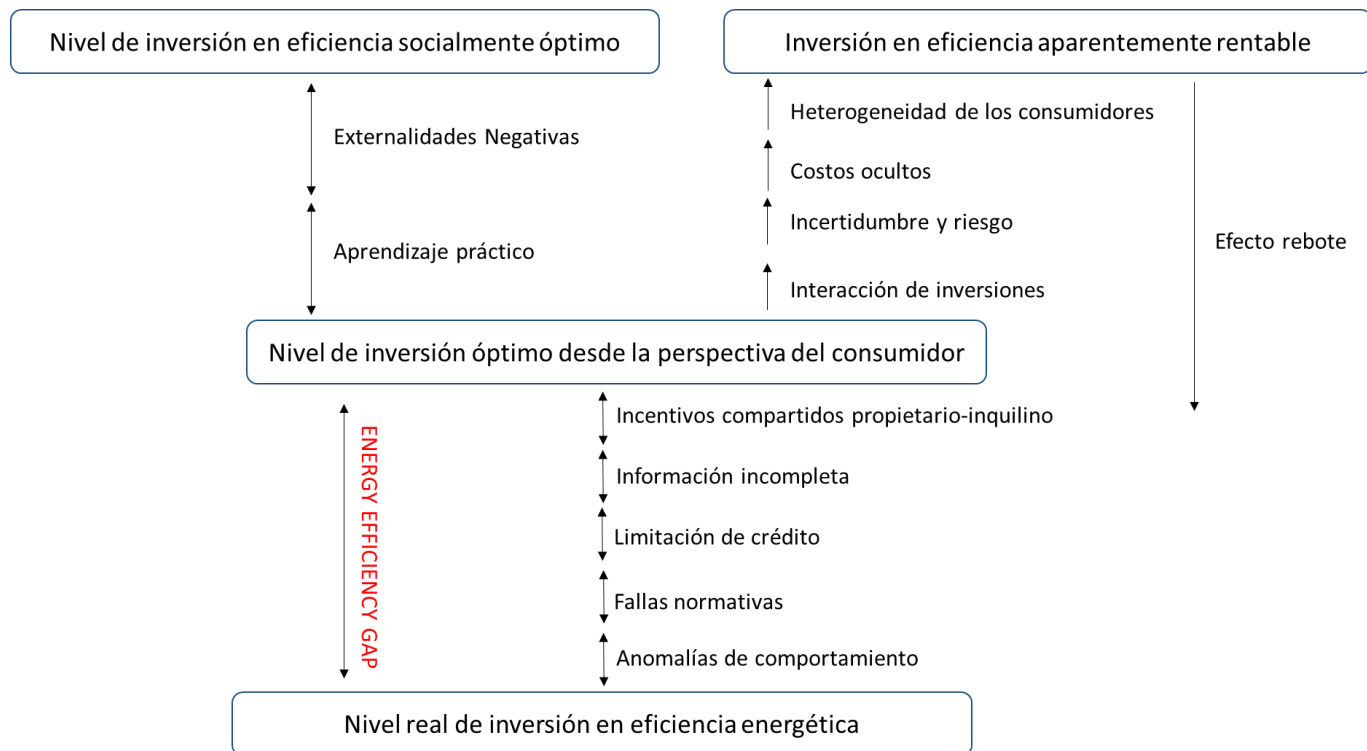 Nivel de inversión en eficiencia socialmente óptimo
Inversión en eficiencia aparentemente rentable
Externalidades Negativas
Aprendizaje práctico
Heterogeneidad de los consumidores
Costos ocultos
Incertidumbre y riesgo
Interacción de inversiones
Efecto rebote
Nivel de inversión óptimo desde la perspectiva del consumidor
ENERGY EFFICIENCY GAP
Incentivos compartidos propietario-inquilino
Información incompleta
Limitación de crédito
Fallas normativas
Anomalías de comportamiento
Nivel real de inversión en eficiencia energética